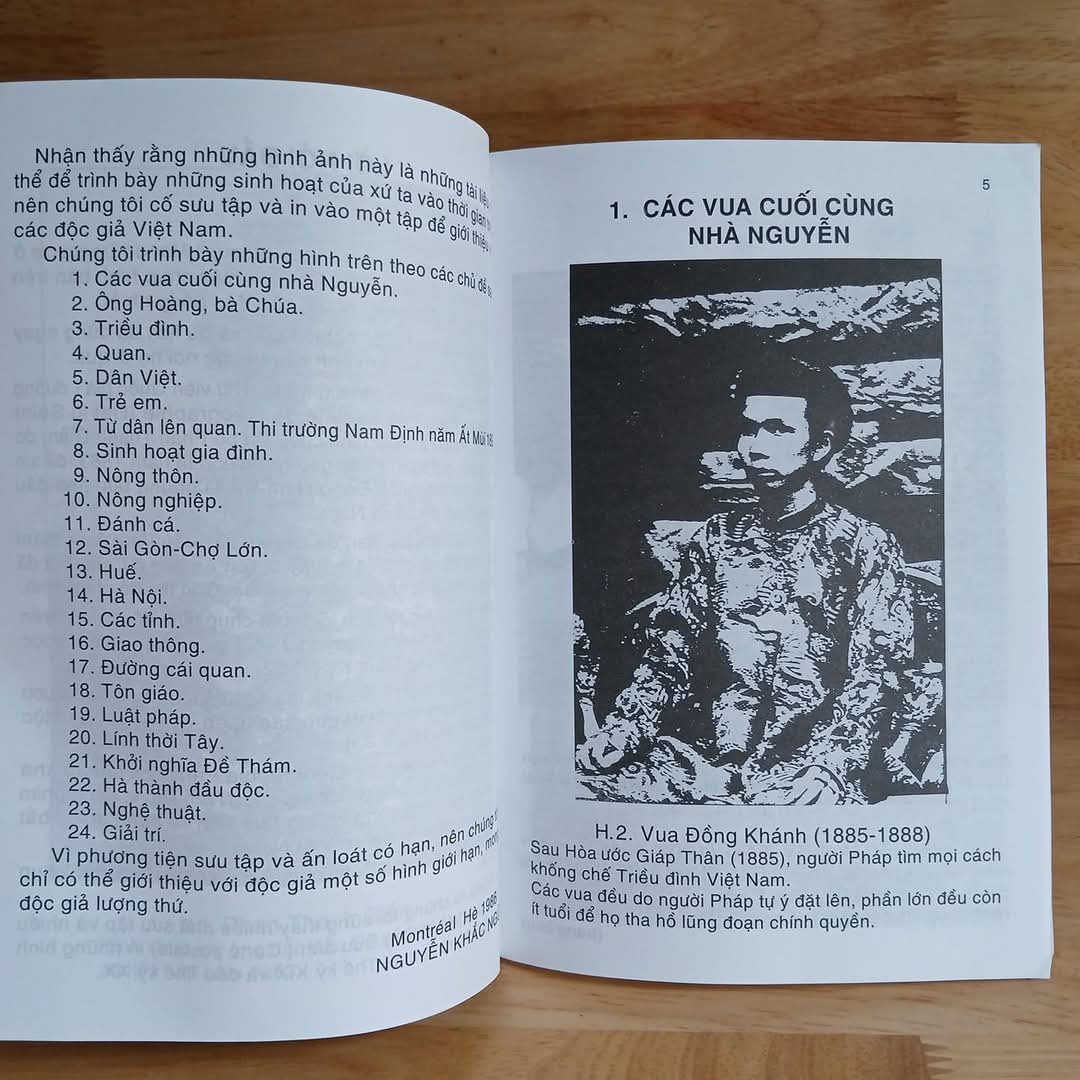 Nhận thấy rằng những hình ảnh này là những tài liệu
thể để trình bày những sinh hoạt của xứ ta vào thời gian
nên chúng tôi cố sưu tập và in vào một tập để giới thiệu
các độc giả Việt Nam.
Chúng tôi trình bày những hình trên theo các chủ đề
1. Các vua cuối cùng nhà Nguyễn.
2. Ông Hoàng, bà Chúa.
3. Triều đình.
4. Quan.
5. Dân Việt.
6. Trẻ em.
7. Từ dân lên quan. Thi trường Nam Định năm Ất Mùi
8. Sinh hoạt gia đình.
9. Nông thôn.
10. Nông nghiệp.
11. Đánh cá.
12. Sài Gòn-Chợ Lớn.
13. Huế.
14. Hà Nội.
15. Các tỉnh.
16. Giao thông.
17. Đường cái quan.
18. Tôn giáo.
19. Luật pháp.
20. Lính thời Tây.
21. Khởi nghĩa Đề Thám.
22. Hà thành đầu độc.
23. Nghệ thuật.
24. Giải trí.
Vì phương tiện sưu tập và ấn loát có hạn, nên chúng
chỉ có thể giới thiệu với độc giả một số hình giới hạn,
độc giả lượng thứ.
Montréal Hè 1986
NGUYỄN KHẮC
5
1. CÁC VUA CUỐI CÙNG
NHÀ NGUYỄN
H.2. Vua Đồng Khánh (1885-1888)
Sau Hòa ước Giáp Thân (1885), người Pháp tìm mọi cách
khống chế Triều đình Việt Nam.
Các vua đều do người Pháp tự ý đặt lên, phần lớn đều còn
ít tuổi để họ tha hồ lũng đoạn chính quyền.